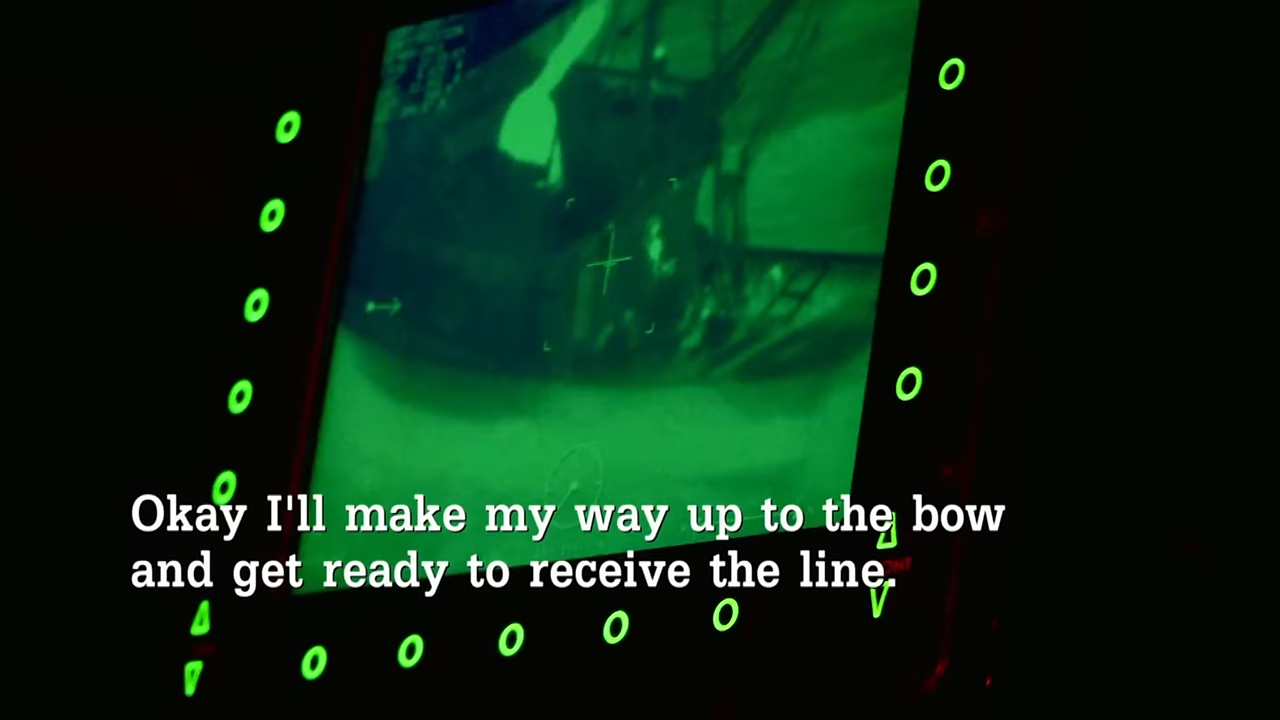 Okay I'll make my way up to the bow
and get ready to receive the line.